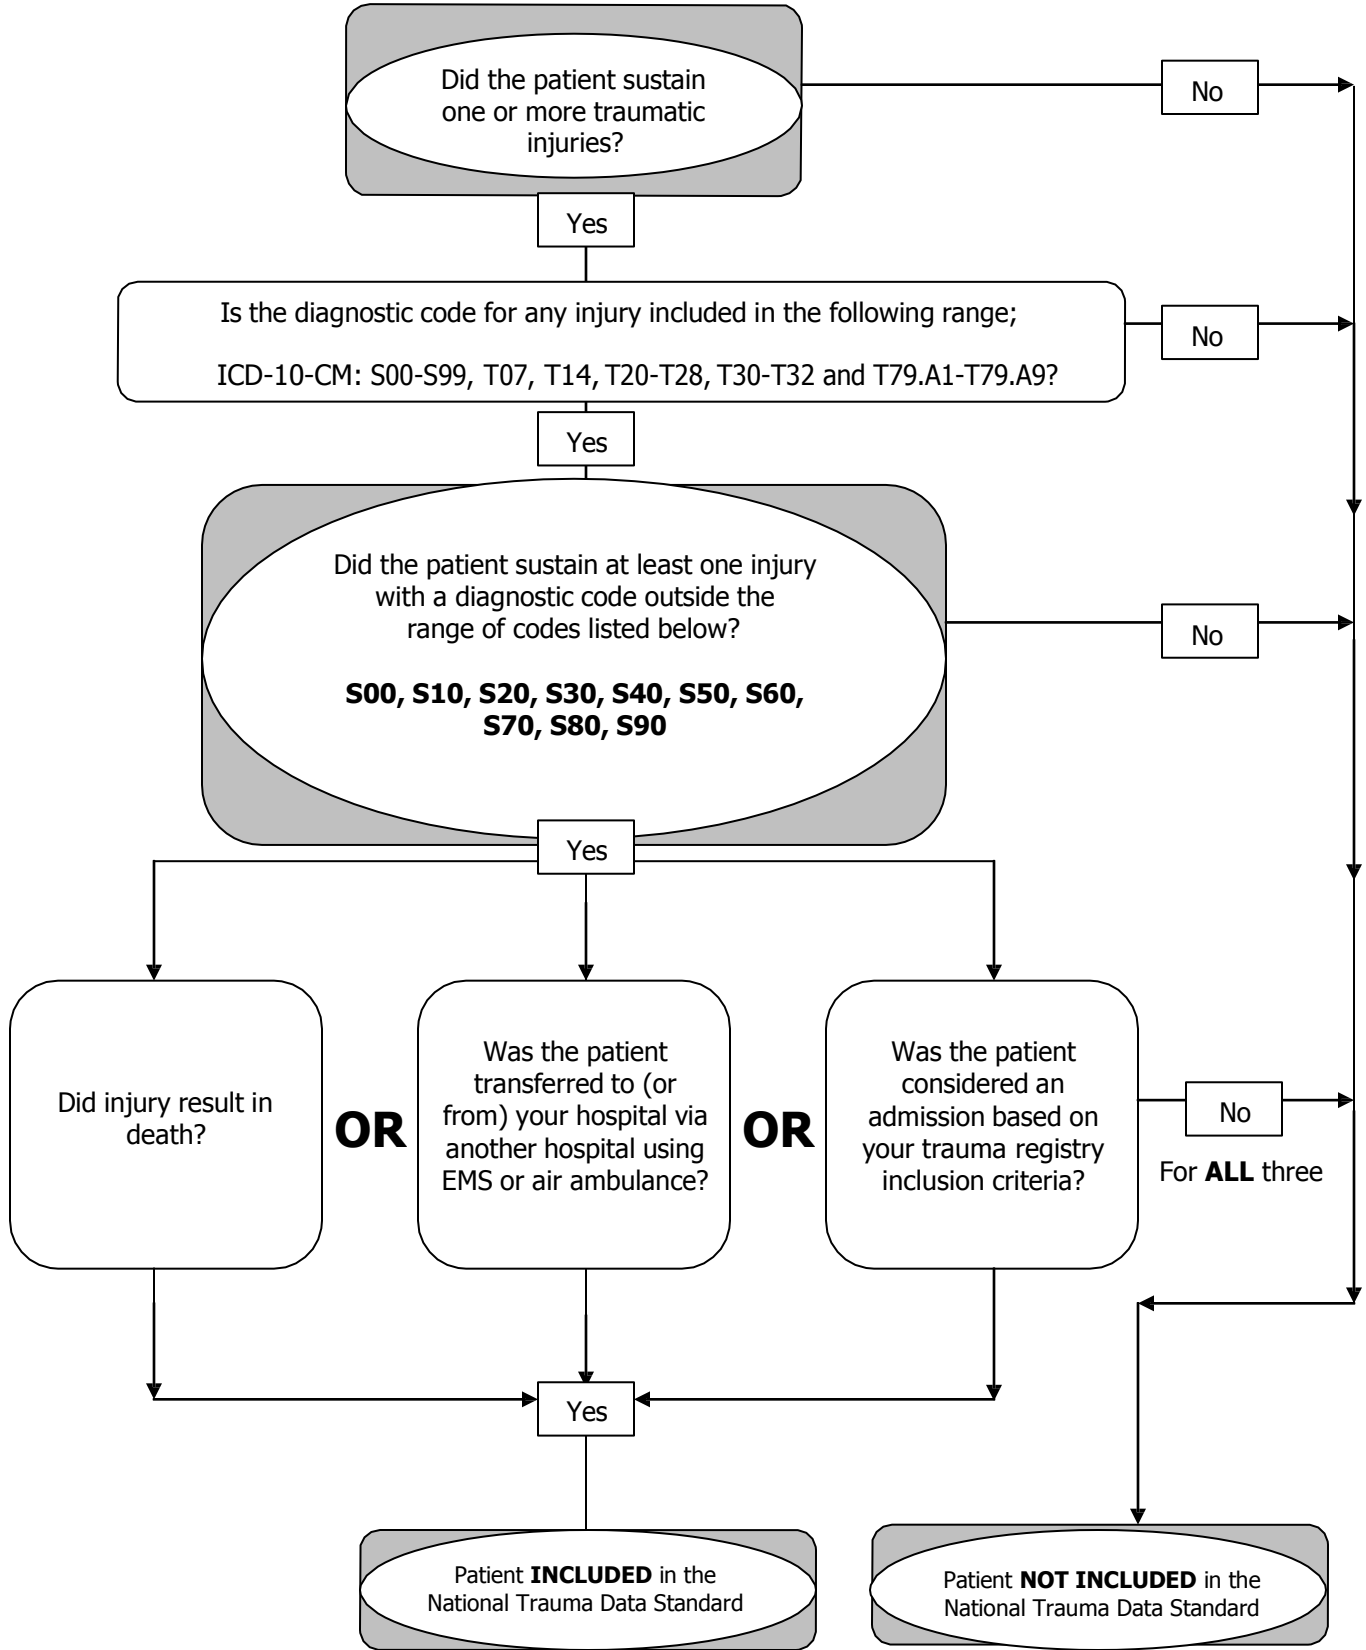 Did the patient sustain
one or more traumatic
injuries?
No
Yes
Is the diagnostic code for any injury included in the following range;
ICD-10-CM: S00-S99, T07, T14, T20-T28, T30-T32 and T79.A1-T79.A9?
No
Yes
Did the patient sustain at least one injury
with a diagnostic code outside the
range of codes listed below?
S00, S10, S20, S30, S40, S50, S60,
S70, S80, S90
No
Yes
Did injury result in
death?
OR
Was the patient
transferred to (or
from) your hospital via
another hospital using
EMS or air ambulance?
OR
Was the patient
considered an
admission based on
your trauma registry
inclusion criteria?
No
For ALL three
Yes
Patient INCLUDED in the
National Trauma Data Standard
Patient NOT INCLUDED in the
National Trauma Data Standard